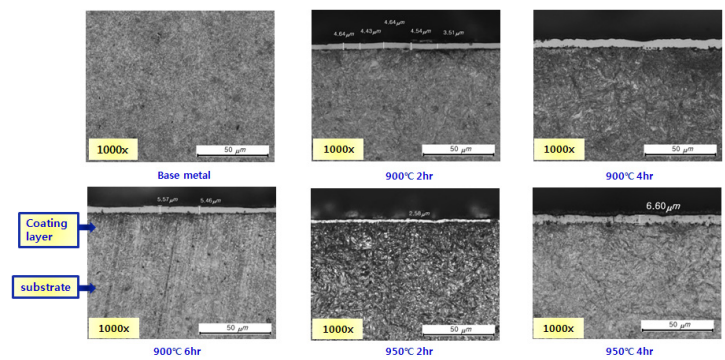 4.64㎛
4.64㎛
4.43㎛
4.54㎛
3.51㎛
1000x
50 ㎛
1000x
50 ㎛
1000x
50 ㎛
Base metal
900℃ 2hr
900℃ 4hr
5.57㎛
5.46㎛
2.58㎛
6.60㎛
Coating
layer
substrate
1000x
50 ㎛
1000x
50 ㎛
1000x
50 ㎛
900℃ 6hr
950℃ 2hr
950℃ 4hr